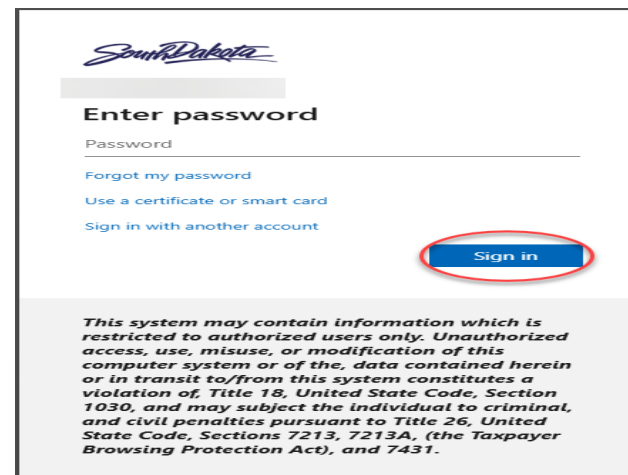 South Dakota
Enter password
Password
Forgot my password
Use a certificate or smart card
Sign in with another account
Sign in
This system may contain information which is
restricted to authorized users only. Unauthorized
access, use, misuse, or modification of this
computer system or of the, data contained herein
or in transit to/from this system constitutes a
violation of, Title 18, United State Code, Section
1030, and may subject the individual to criminal,
and civil penalties pursuant to Title 26, United
State Code, Sections 7213, 7213A, (the Taxpayer
Browsing Protection Act), and 7431.